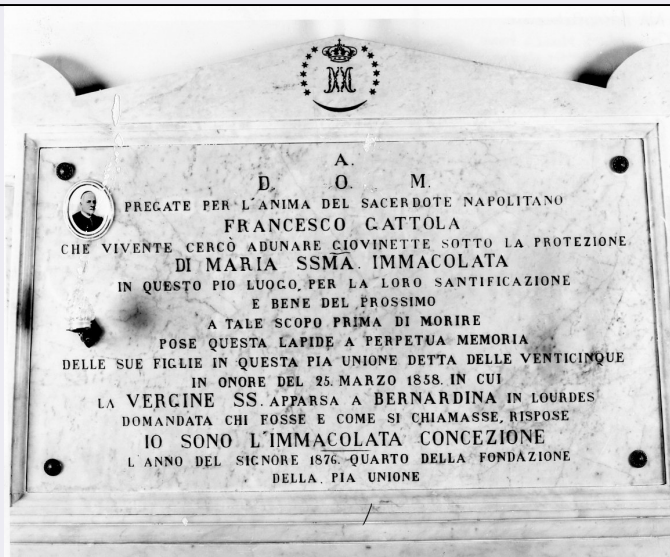 A.
D. O. M.
PREGATE PER L'ANIMA DEL SACERDOTE NAPOLITANO
FRANCESCO GATTOLA
CHE VIVENTE CERCÒ ADUNARE GIOVINETTE SOTTO LA PROTEZIONE
DI MARIA SSMA IMMACOLATA
IN QUESTO PIO LUOGO, PER LA LORO SANTIFICAZIONE
E BENE DEL PROSSIMO
A TALE SCOPO PRIMA DI MORIRE
POSE QUESTA LAPIDE A PERPETUA MEMORIA
DELLE SUE FIGLIE IN QUESTA PIA UNIONE DETTA DELLE VENTICINQUE
IN ONORE DEL 25. MARZO 1858. IN CUI
LA VERGINE SS. APPARSA A BERNARDINA IN LOURDES
DOMANDATA CHI FOSSE E COME SI CHIAMASSE, RISPOSE
IO SONO L'IMMACOLATA CONCEZIONE
L'ANNO DEL SIGNORE 1876. QUARTO DELLA FONDAZIONE
DELLA PIA UNIONE